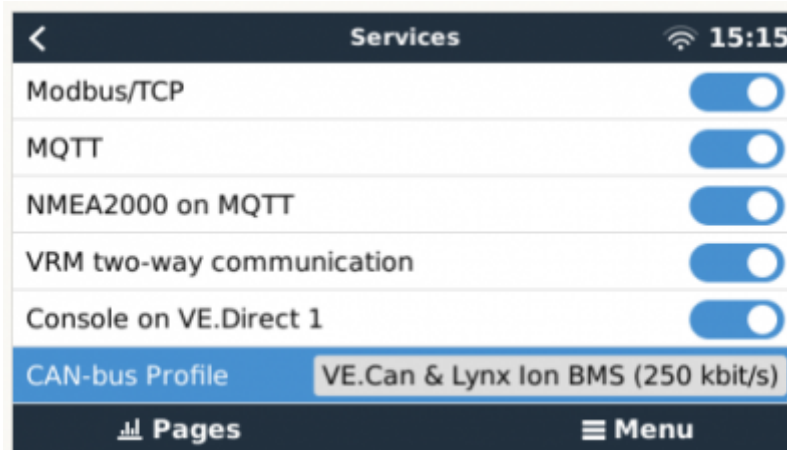 Services 15:15
Modbus/TCP
MQTT
NMEA2000 on MQTT
VRM two-way communication
Console on VE.Direct 1
CAN-bus Profile VE.Can & Lynx Ion BMS (250 kbit/s)
Pages Menu